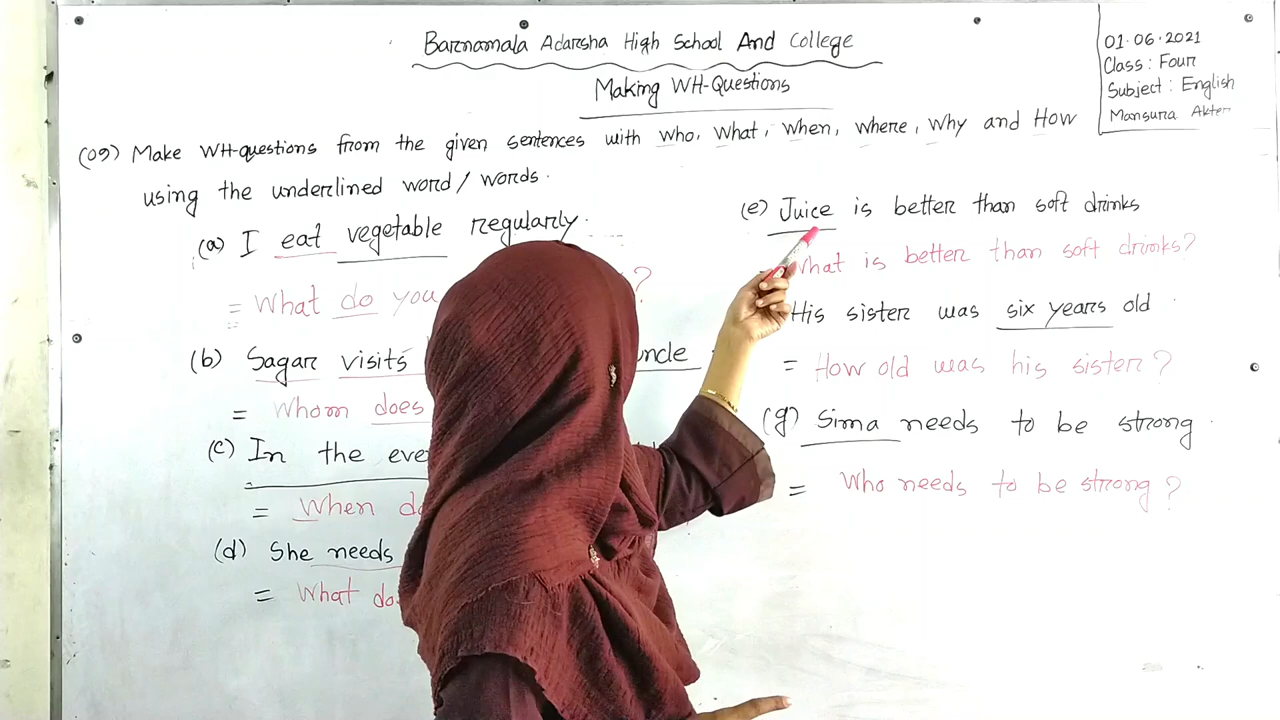 Barnamala Adarsha High School And College
Making WH-Questions
01.06.2021
Class : Four
Subject : English
Mansura Akter
(09) Make WH-questions from the given sentences with who, What, when, where, Why and How
using the underlined word / words.
(a) I eat vegetable regularly.
= What do you ?
(b) Sagar visits uncle
= Whom does
(c) In the
= When
(d) She needs
= What
(e) Juice is better than soft drinks
What is better than soft drinks?
His sister was six years old
= How old was his sister ?
(g) Sima needs to be strong.
= Who needs to be strong ?